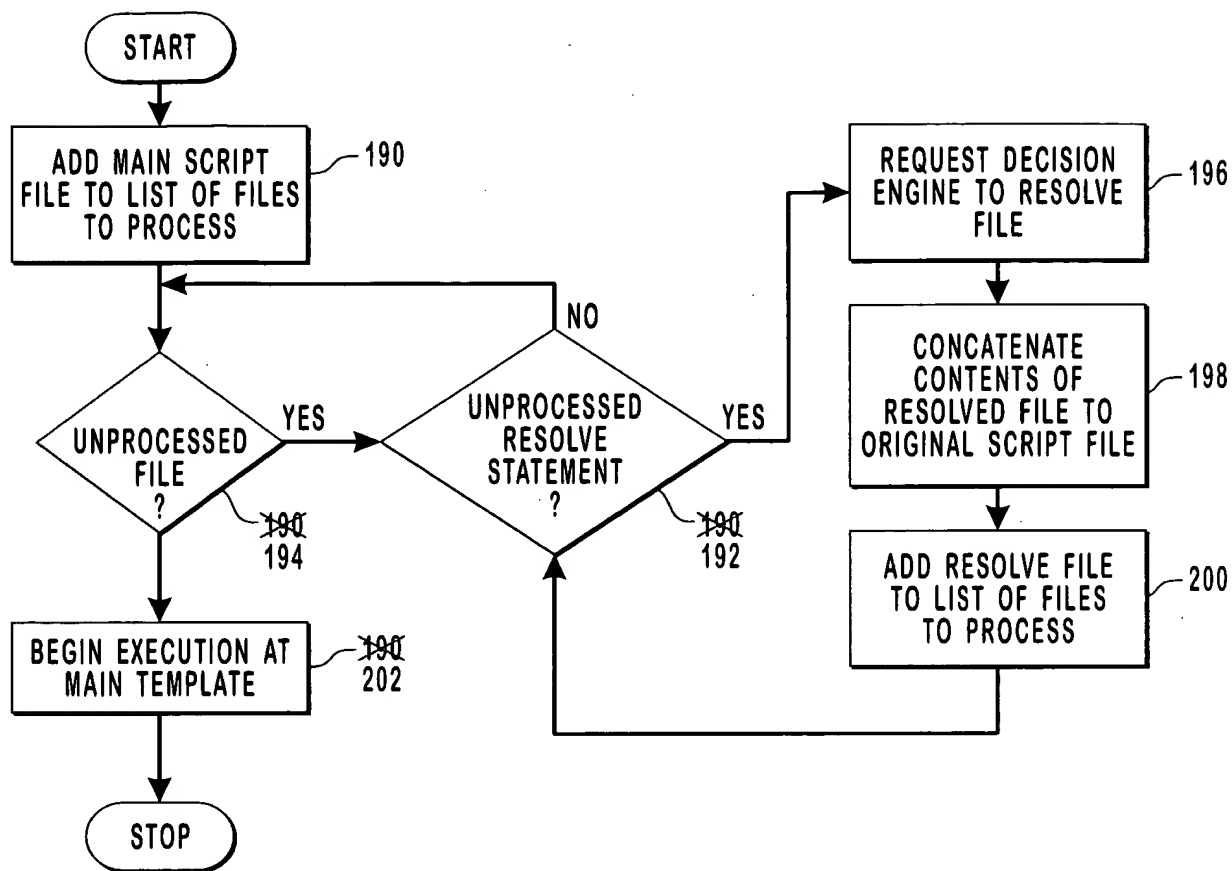 START
ADD MAIN SCRIPT
FILE TO LIST OF FILES
TO PROCESS
190
UNPROCESSED
FILE
?
YES
190
194
BEGIN EXECUTION AT
MAIN TEMPLATE
190
202
STOP
NO
UNPROCESSED
RESOLVE
STATEMENT
?
YES
190
192
REQUEST DECISION
ENGINE TO RESOLVE
FILE
196
CONCATENATE
CONTENTS OF
RESOLVED FILE TO
ORIGINAL SCRIPT FILE
198
ADD RESOLVE FILE
TO LIST OF FILES
TO PROCESS
200